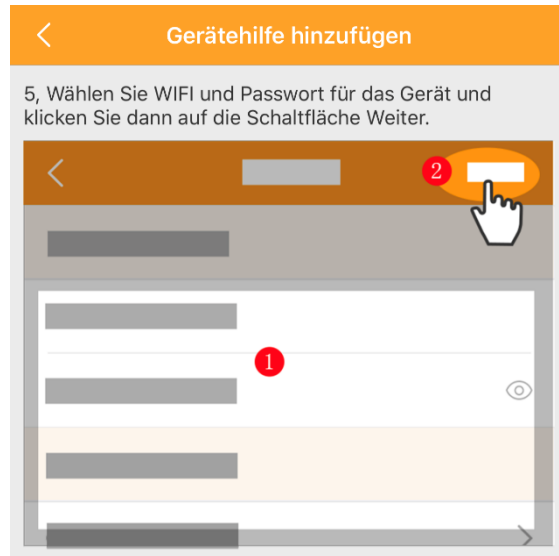 Gerätehilfe hinzufügen
5, Wählen Sie WIFI und Passwort für das Gerät und
klicken Sie dann auf die Schaltfläche Weiter.
2
1